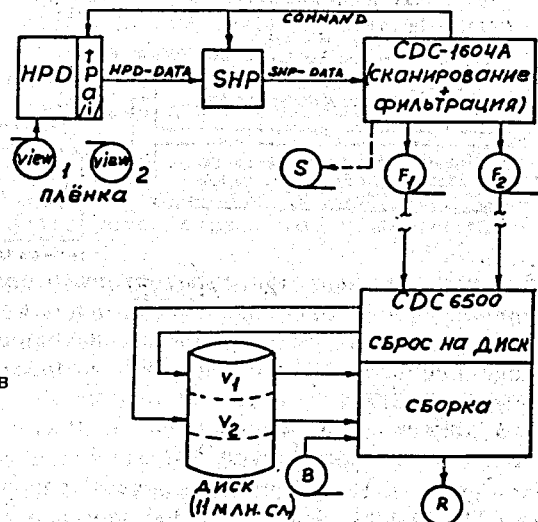 COMMAND
HPD
тра/i/
HPD-DATA
SHP
SHP-DATA
CDC-1604A
(сканирование
+
фильтрация)
view 1
view 2
плёнка
S
F1
F2
CDC 6500
сброс на диск
сборка
V1
V2
в
B
диск
(11 млн. сл)
R